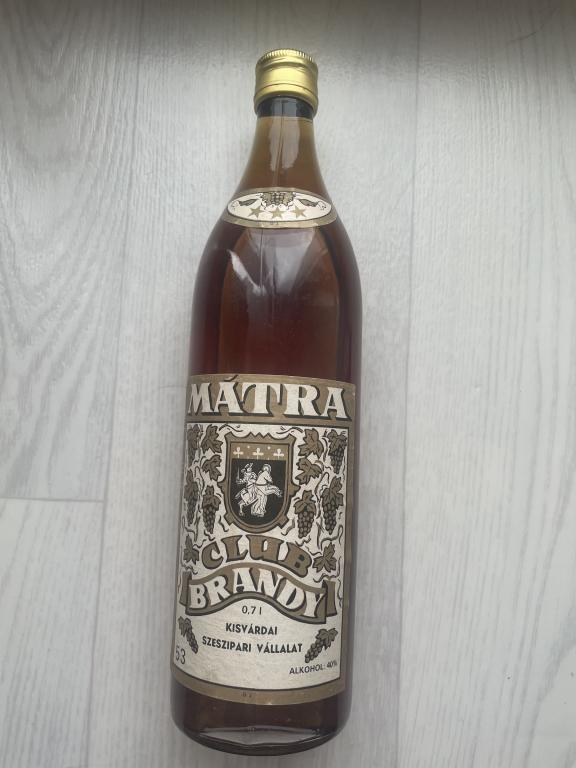 MÁTRA
CLUB
BRANDY
0,7 l
KISVÁRDAI
SZESZIPARI VÁLLALAT
53
ALKOHOL: 40%